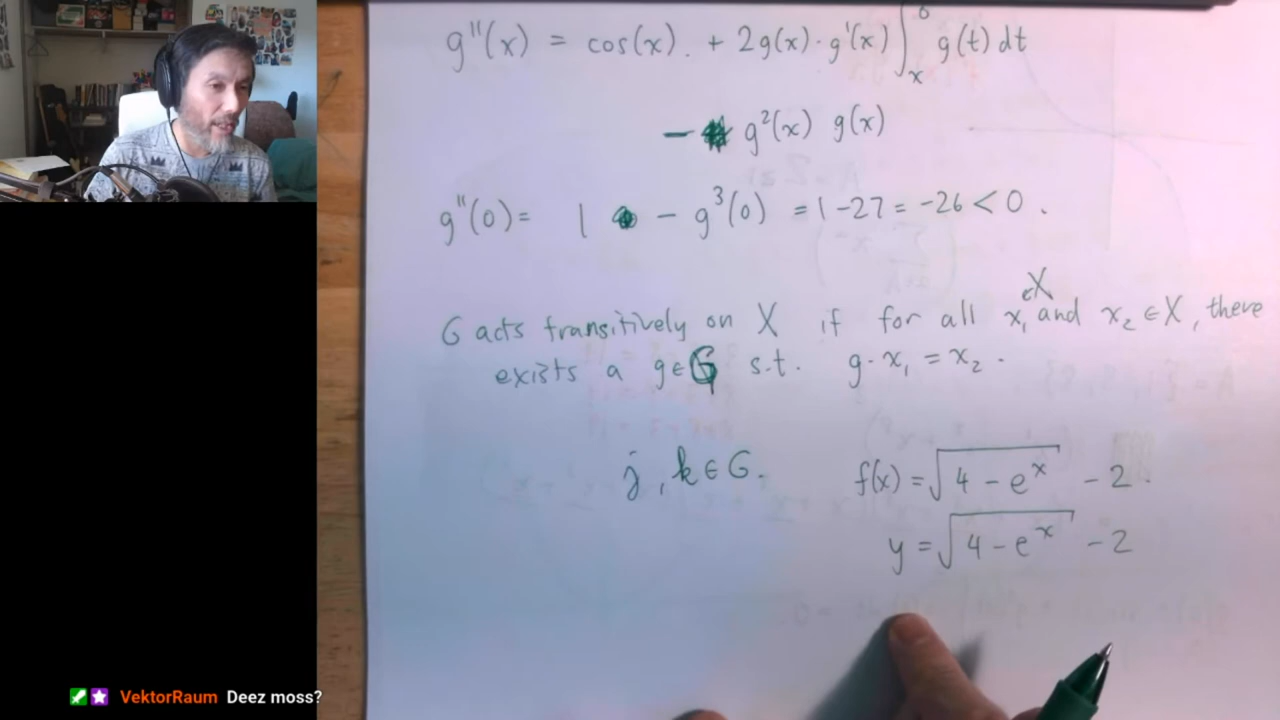 g''(x) = cos(x). + 2g(x)·g'(x) ∫ₓ⁰ g(t) dt
− g²(x) g(x)
g''(0) = 1 − g³(0) = 1−27 = −26 < 0.
G acts transitively on X if for all x₁ ∈X and x₂ ∈ X, there
exists a g∈G s.t. g·x₁ = x₂.
j, k ∈ G. f(x) = √(4 − eˣ) − 2.
y = √(4 − eˣ) − 2
VektorRaum Deez moss?